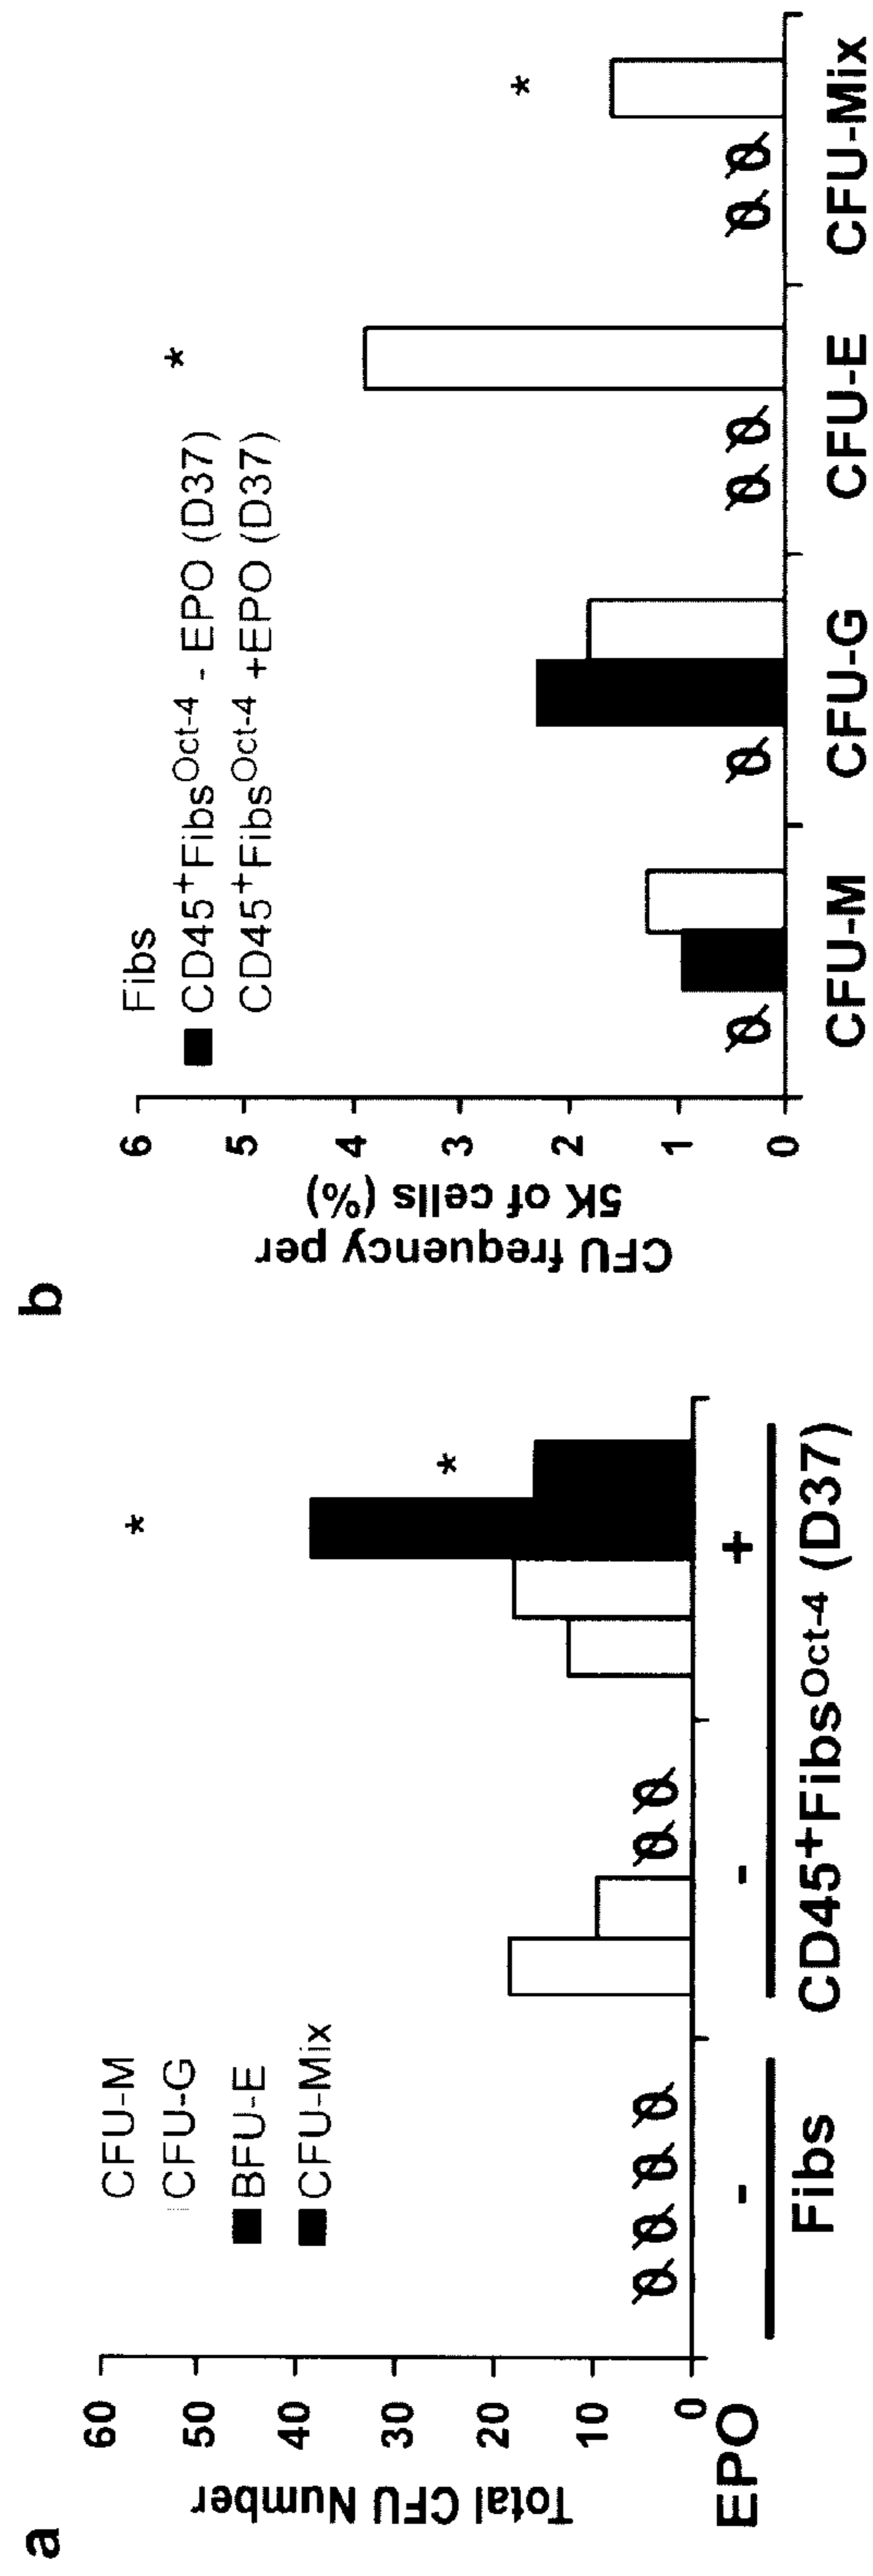 a
Total CFU Number
60
50
40
30
20
10
0
CFU-M
CFU-G
BFU-E
CFU-Mix
Ø Ø Ø Ø
Ø Ø
*
*
EPO
-
-
+
Fibs
CD45+FibsOct-4 (D37)
b
CFU frequency per
5K of cells (%)
6
5
4
3
2
1
0
Fibs
CD45+FibsOct-4 - EPO (D37)
CD45+FibsOct-4 +EPO (D37)
Ø
Ø
Ø Ø
*
Ø Ø
*
CFU-M
CFU-G
CFU-E
CFU-Mix